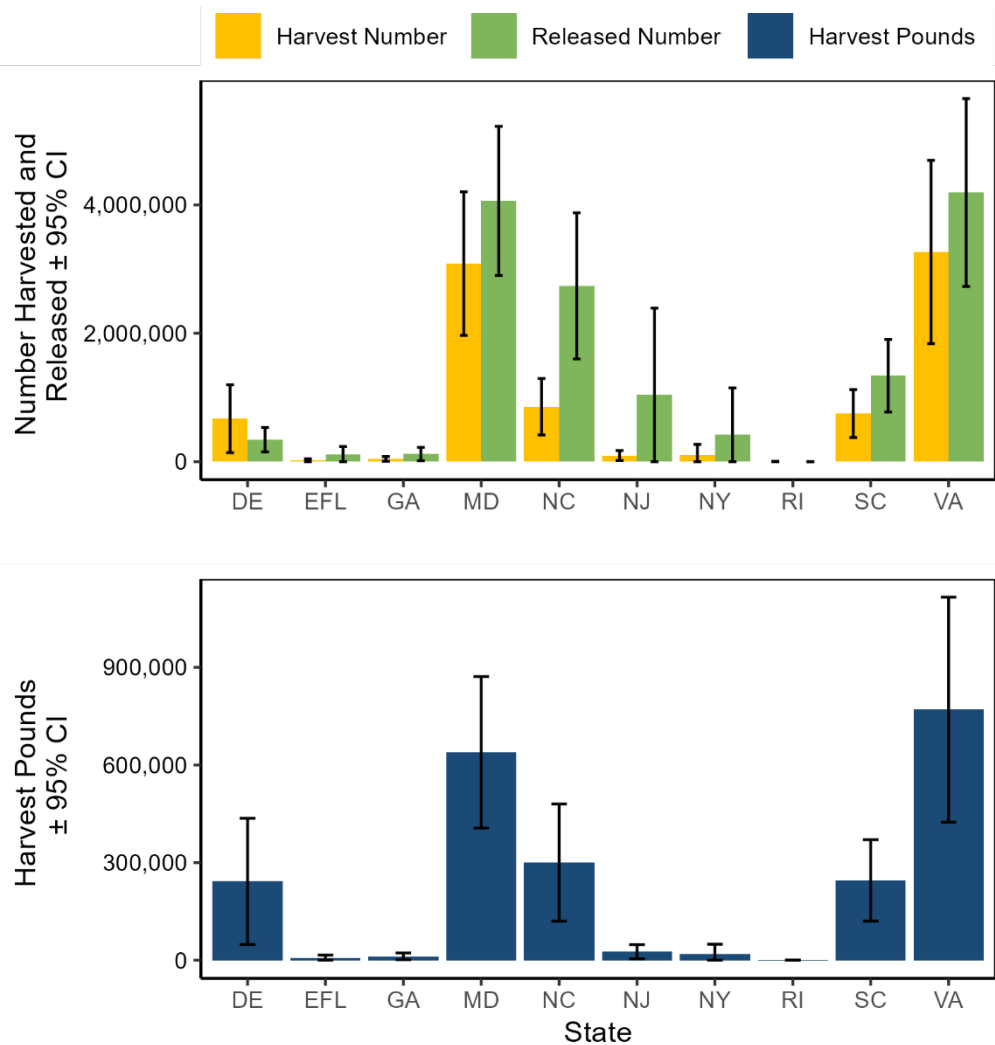 Harvest Number Released Number Harvest Pounds
Number Harvested and
Released ± 95% CI
4,000,000
2,000,000
0
DE EFL GA MD NC NJ NY RI SC VA
Harvest Pounds
± 95% CI
900,000
600,000
300,000
0
DE EFL GA MD NC NJ NY RI SC VA
State